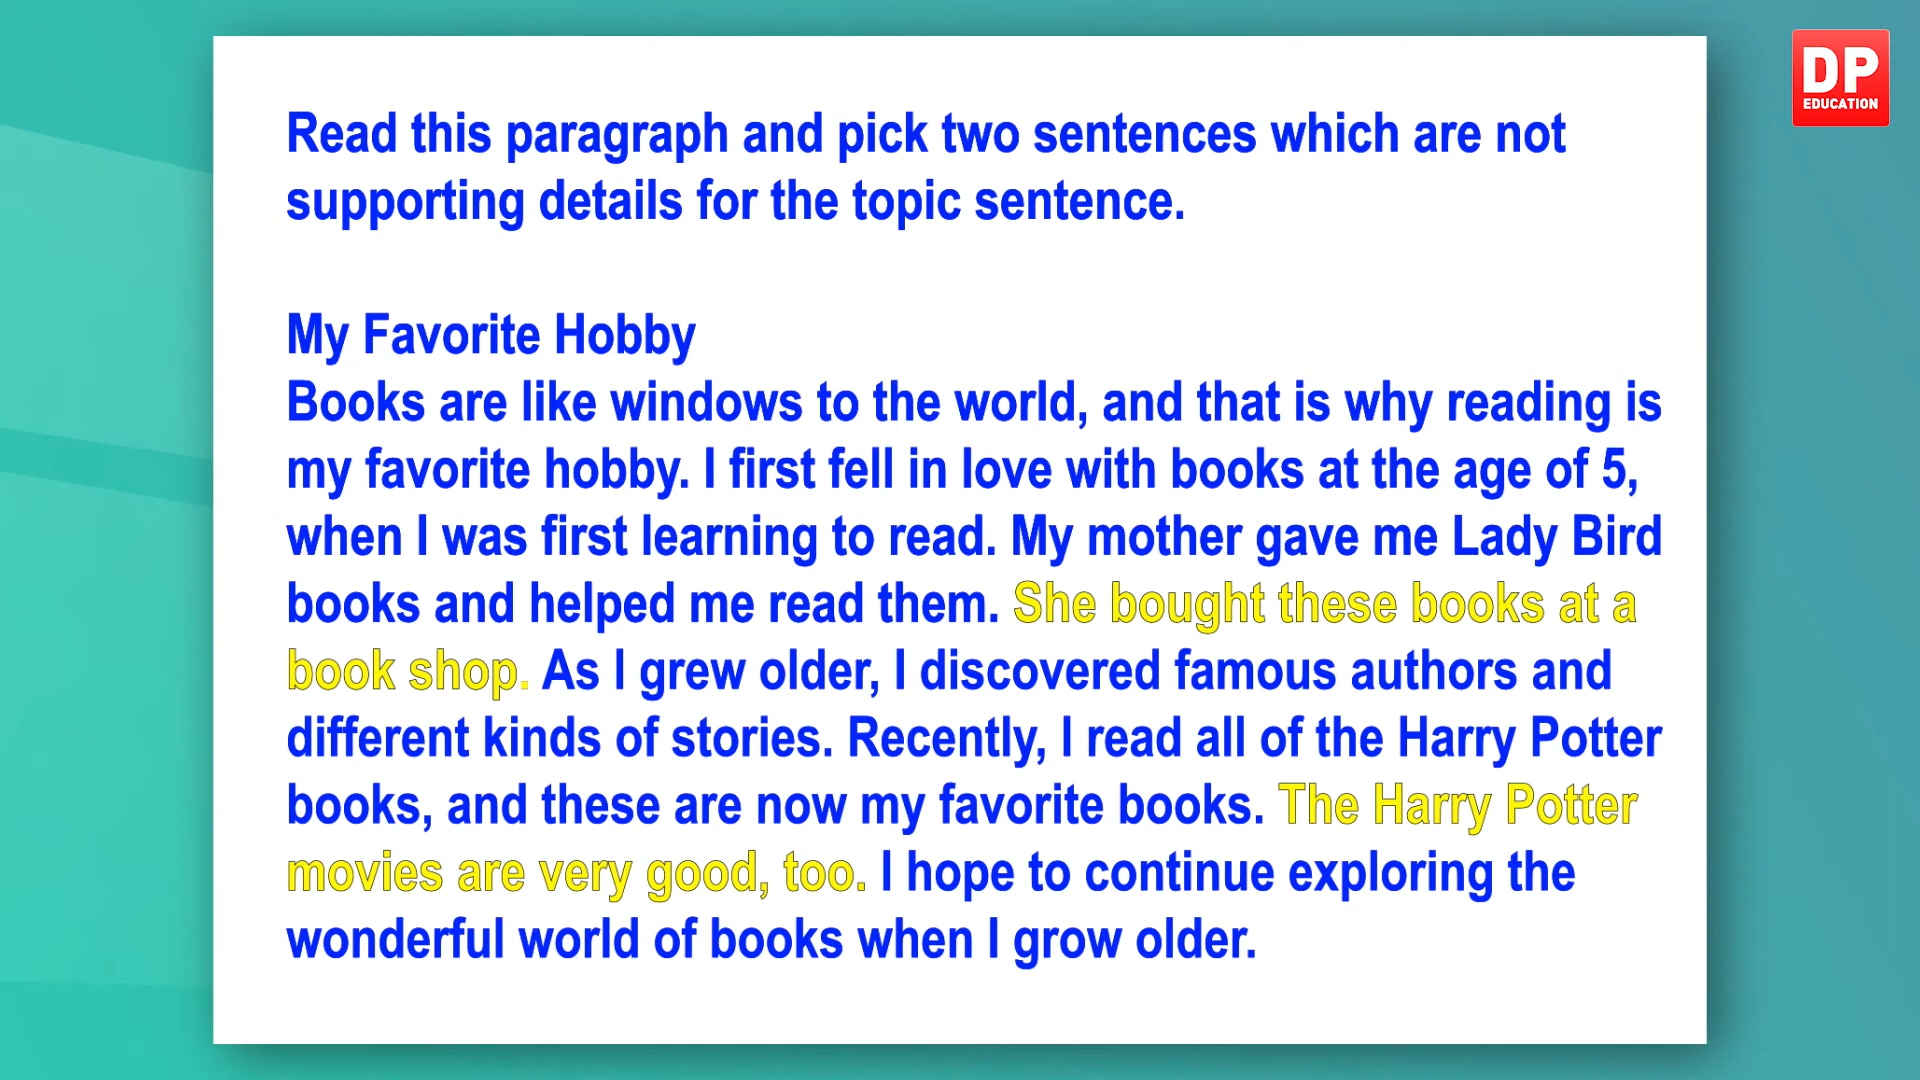 DP
EDUCATION
Read this paragraph and pick two sentences which are not
supporting details for the topic sentence.
My Favorite Hobby
Books are like windows to the world, and that is why reading is
my favorite hobby. I first fell in love with books at the age of 5,
when I was first learning to read. My mother gave me Lady Bird
books and helped me read them. She bought these books at a
book shop. As I grew older, I discovered famous authors and
different kinds of stories. Recently, I read all of the Harry Potter
books, and these are now my favorite books. The Harry Potter
movies are very good, too. I hope to continue exploring the
wonderful world of books when I grow older.